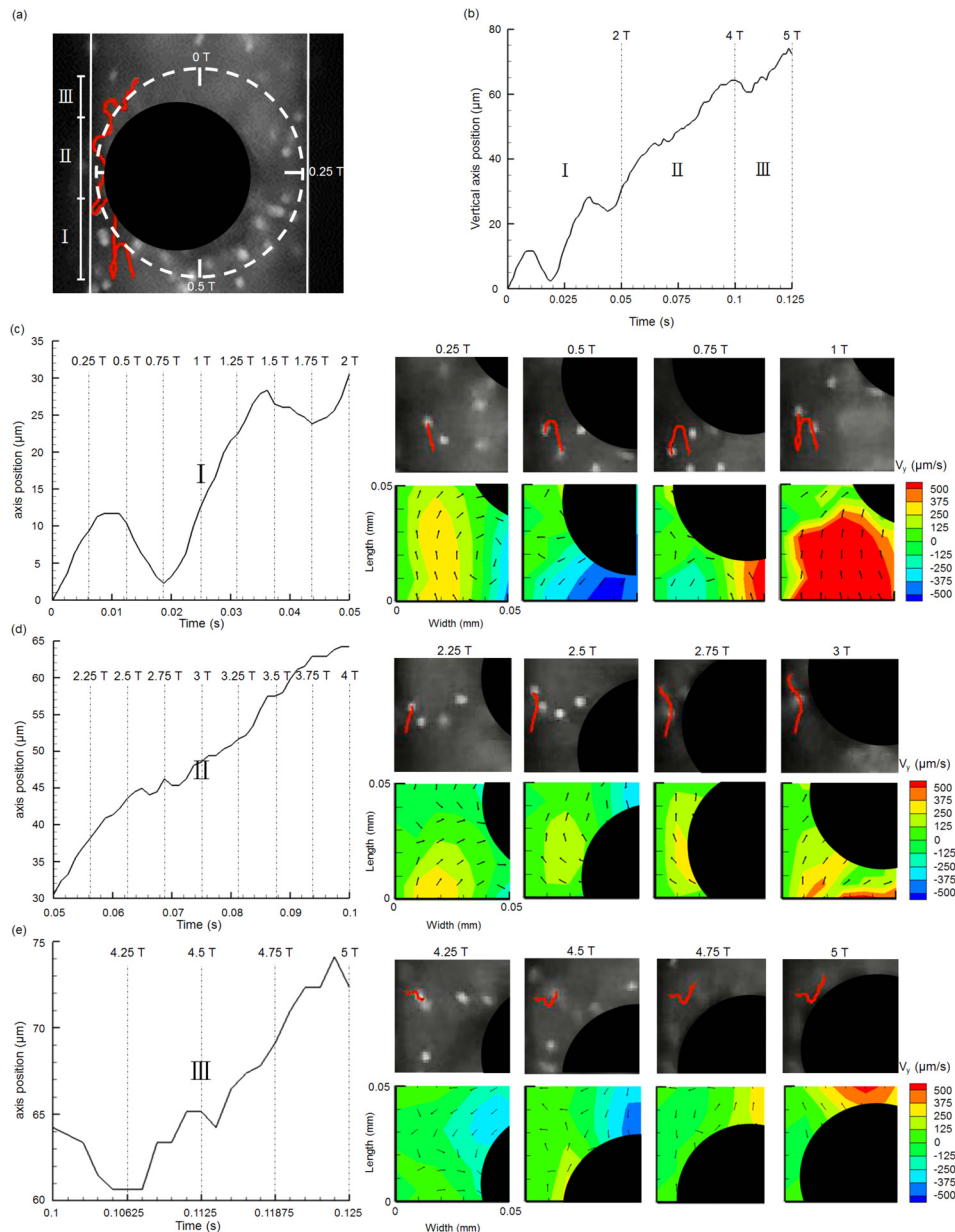 (a)
0 T
0.25 T
0.5 T
Ⅲ
Ⅱ
Ⅰ
(b)
80
60
40
20
0
Vertical axis position (µm)
2 T 4 T 5 T
Ⅰ Ⅱ Ⅲ
0 0.025 0.05 0.075 0.1 0.125
Time (s)
(c)
35
30
25
20
15
10
5
0
axis position (µm)
0.25 T 0.5 T 0.75 T 1 T 1.25 T 1.5 T 1.75 T 2 T
Ⅰ
0 0.01 0.02 0.03 0.04 0.05
Time (s)
0.25 T 0.5 T 0.75 T 1 T
0.05
Length (mm)
0
0.05
Width (mm)
Vy (µm/s)
500
375
250
125
0
-125
-250
-375
-500
(d)
65
60
55
50
45
40
35
30
axis position (µm)
2.25 T 2.5 T 2.75 T 3 T 3.25 T 3.5 T 3.75 T 4 T
Ⅱ
0.05 0.06 0.07 0.08 0.09 0.1
Time (s)
2.25 T 2.5 T 2.75 T 3 T
0.05
Length (mm)
0
0.05
Width (mm)
Vy (µm/s)
500
375
250
125
0
-125
-250
-375
-500
(e)
75
70
65
60
axis position (µm)
4.25 T 4.5 T 4.75 T 5 T
Ⅲ
0.1 0.10625 0.1125 0.11875 0.125
Time (s)
4.25 T 4.5 T 4.75 T 5 T
0.05
Length (mm)
0
0.05
Width (mm)
Vy (µm/s)
500
375
250
125
0
-125
-250
-375
-500